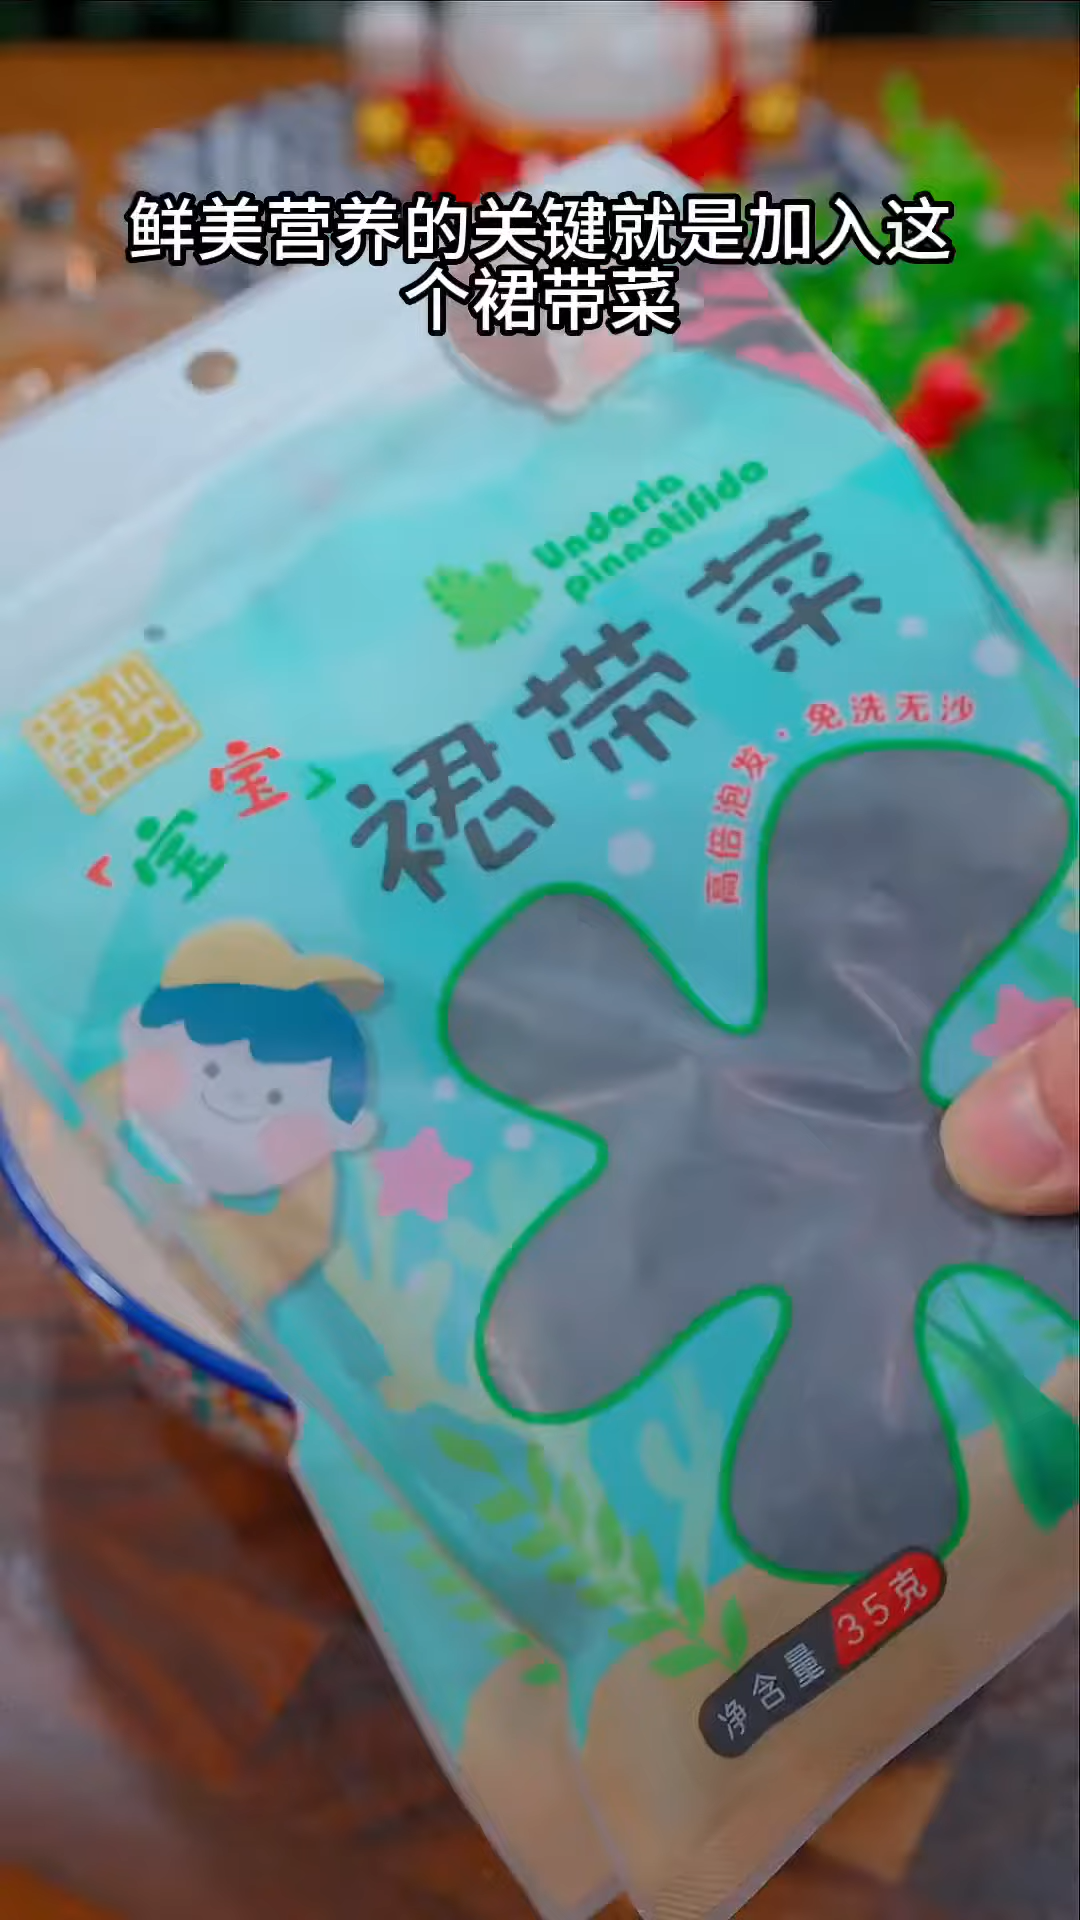 鲜美营养的关键就是加入这
个裙带菜
Undaria
pinnatifida
裙带菜
宝宝
高倍泡发·免洗无沙
净含量 35克